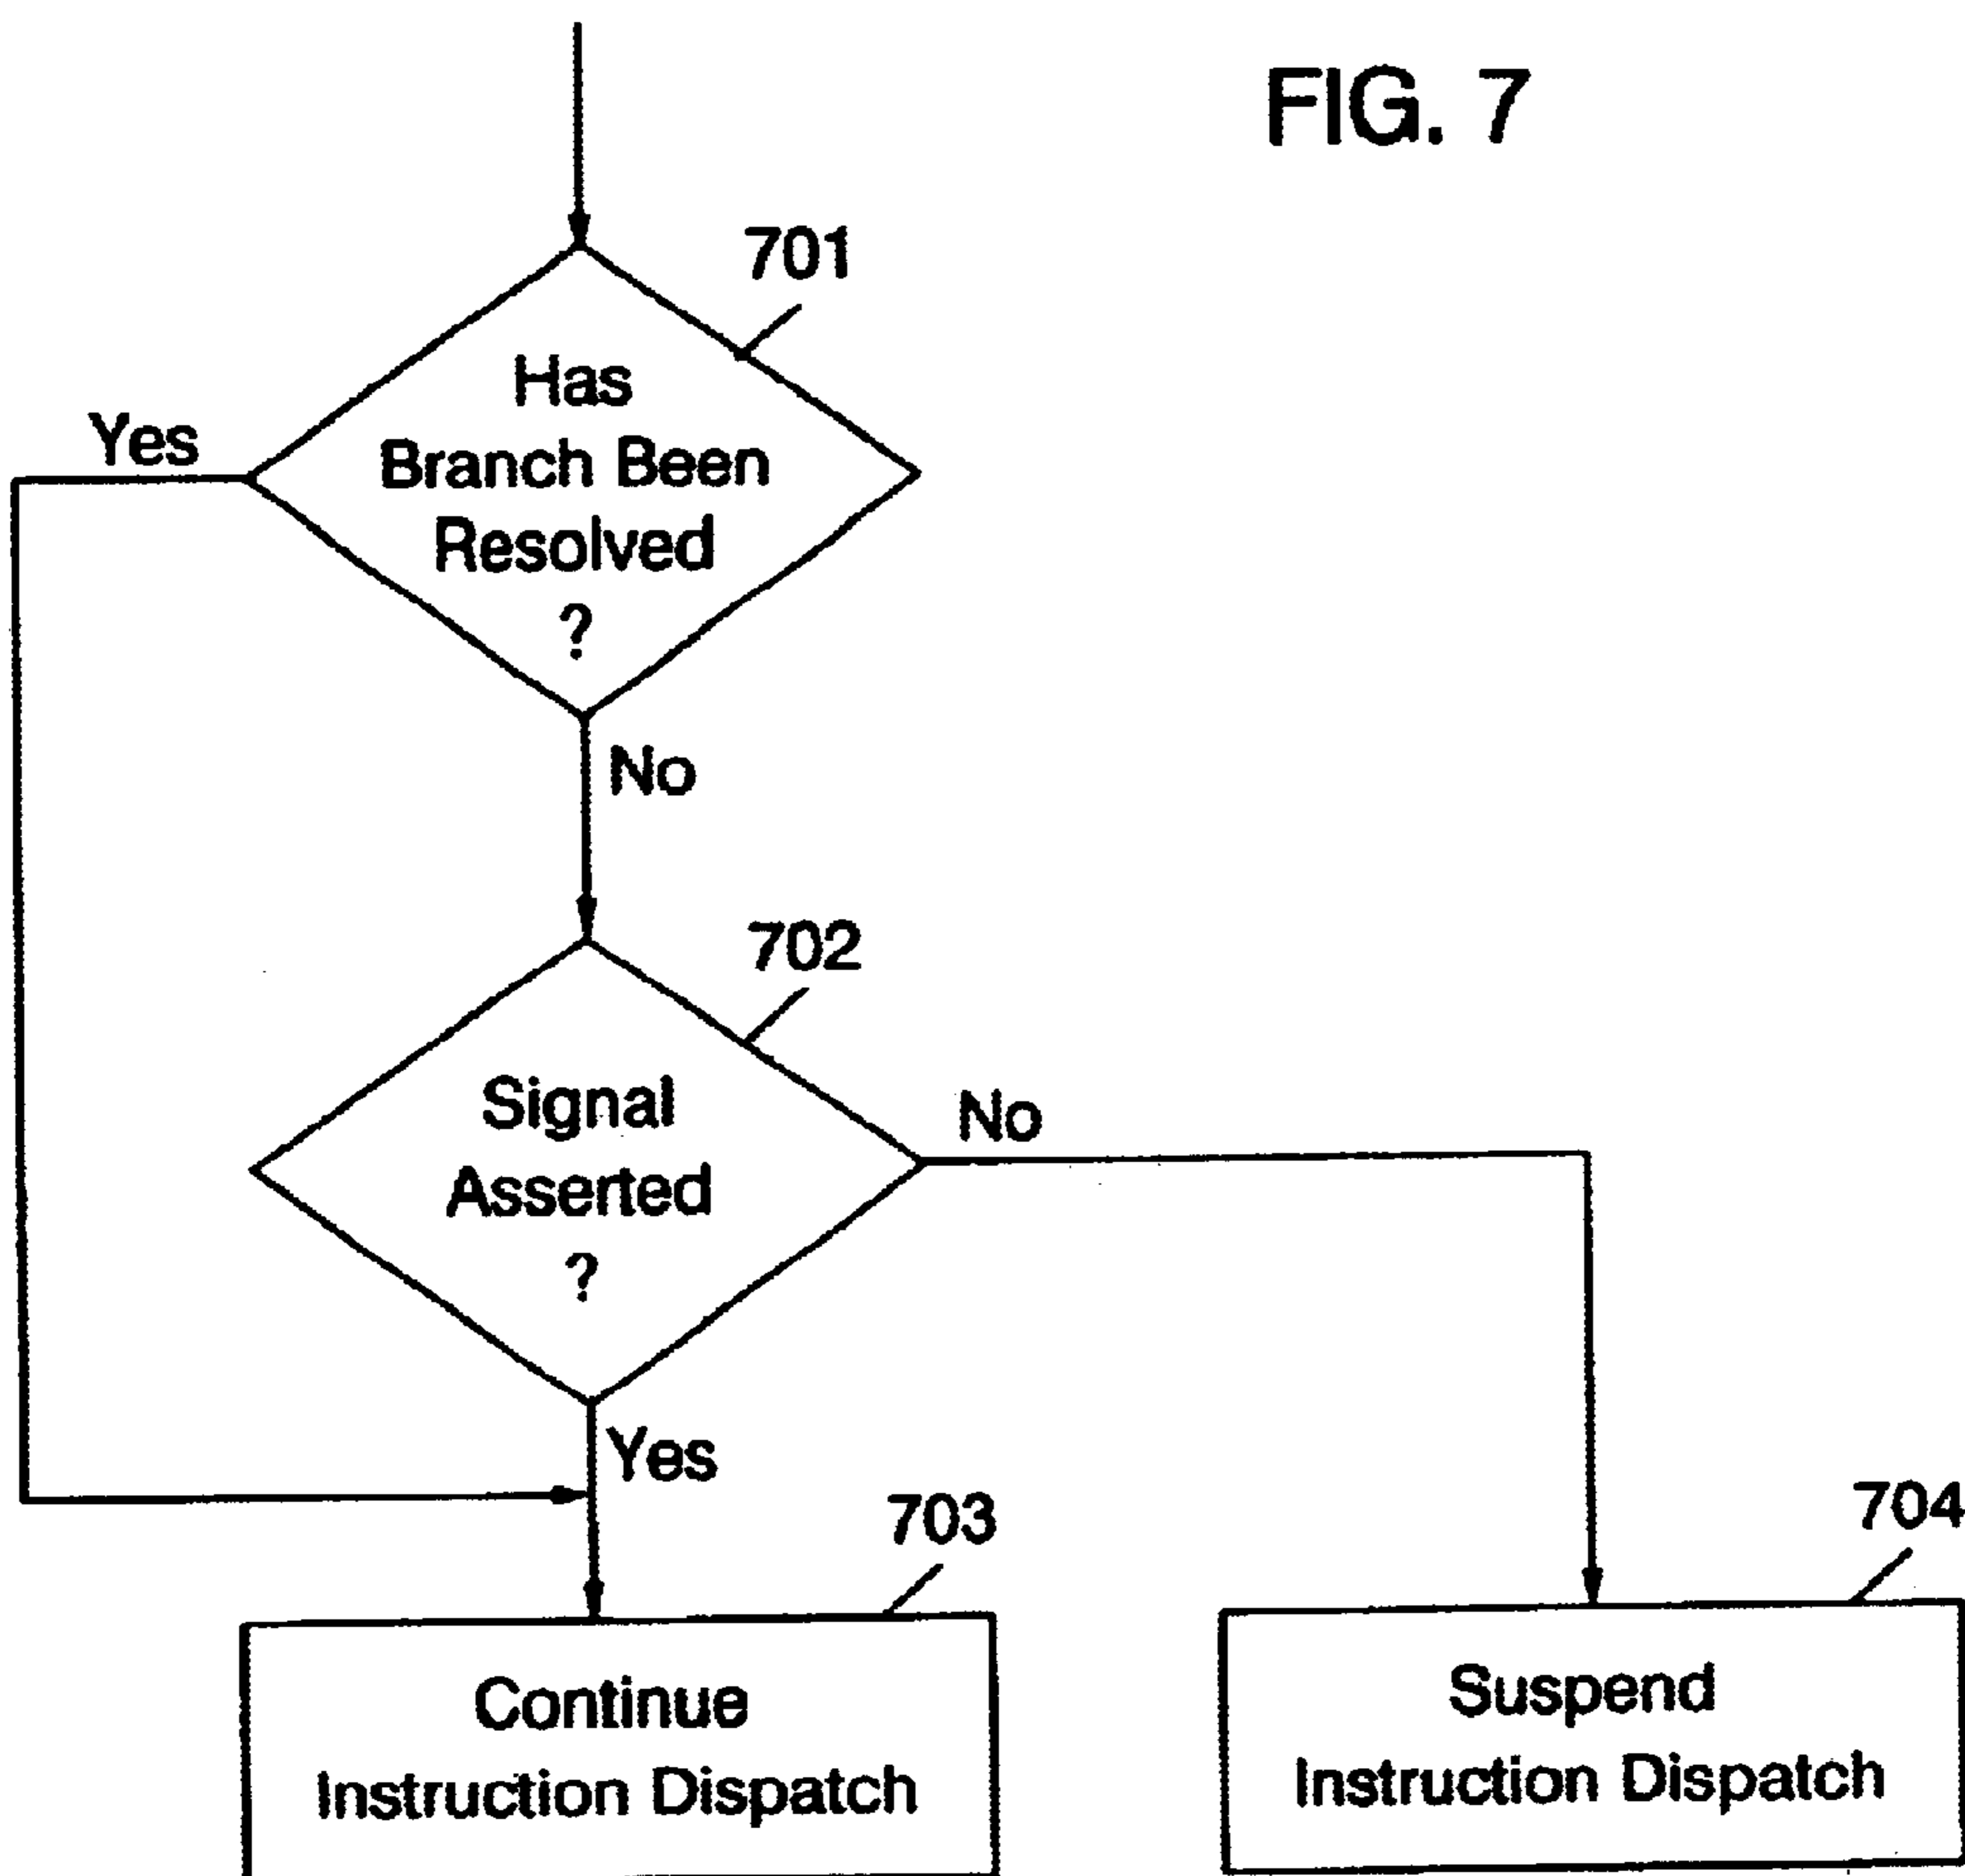 FIG. 7
701
Has
Branch Been
Resolved
?
Yes
No
702
Signal
Asserted
?
No
Yes
703
Continue
Instruction Dispatch
704
Suspend
Instruction Dispatch